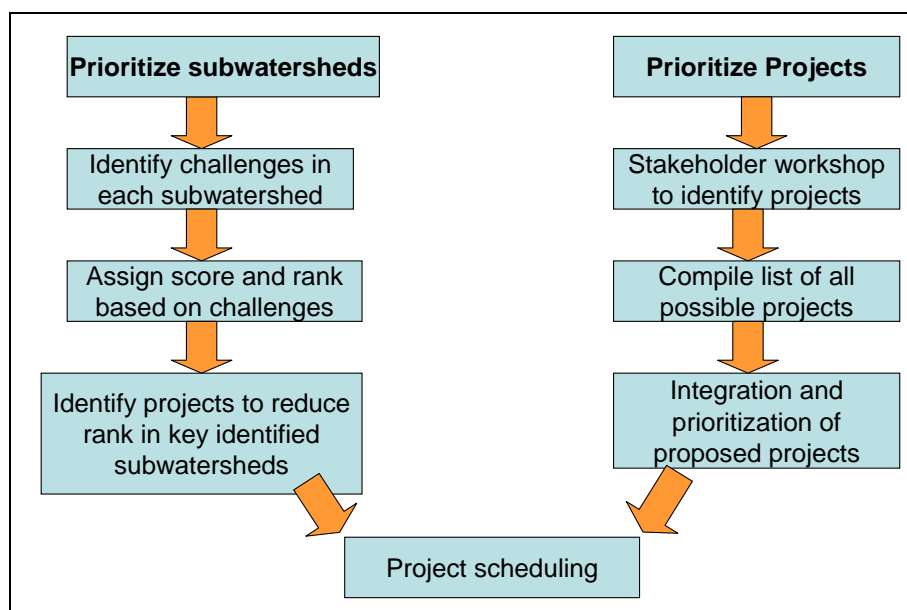 Prioritize subwatersheds
Identify challenges in
each subwatershed
Assign score and rank
based on challenges
Identify projects to reduce
rank in key identified
subwatersheds
Prioritize Projects
Stakeholder workshop
to identify projects
Compile list of all
possible projects
Integration and
prioritization of
proposed projects
Project scheduling